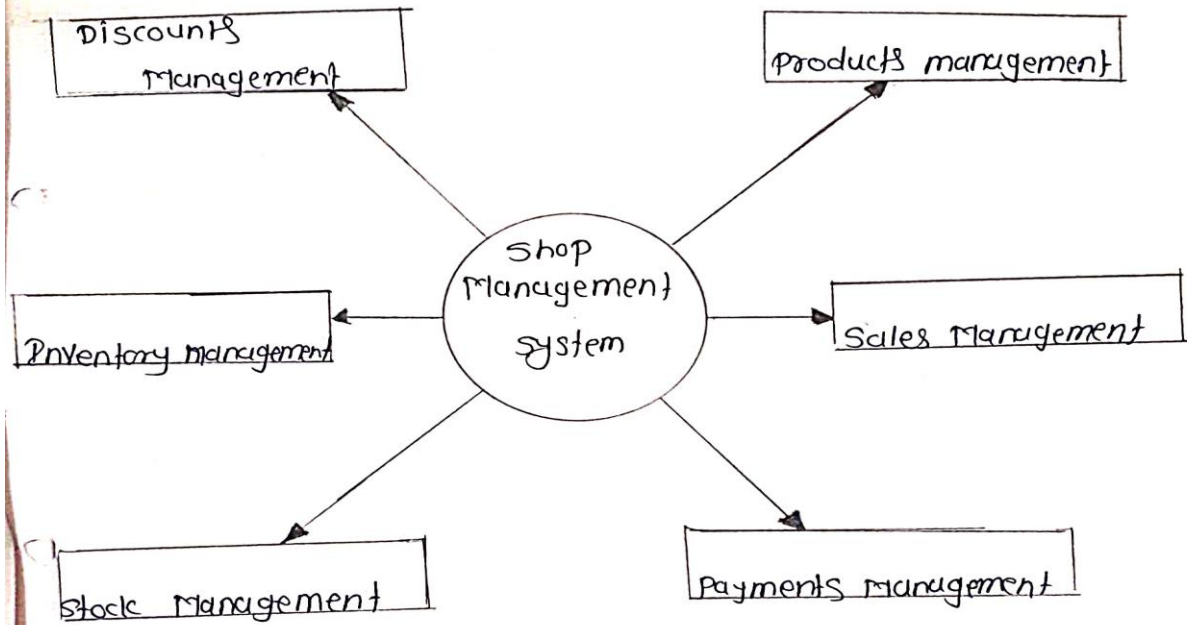 Discounts
Management
Products management
Shop
Management
system
Inventory management
Sales Management
Stock Management
Payments Management